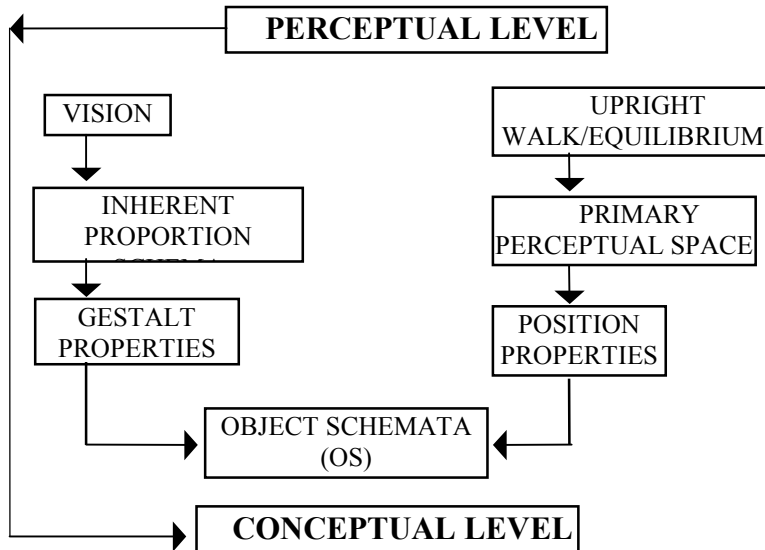 PERCEPTUAL LEVEL
VISION
UPRIGHT
WALK/EQUILIBRIUM
INHERENT
PROPORTION
PRIMARY
PERCEPTUAL SPACE
GESTALT
PROPERTIES
POSITION
PROPERTIES
OBJECT SCHEMATA
(OS)
CONCEPTUAL LEVEL